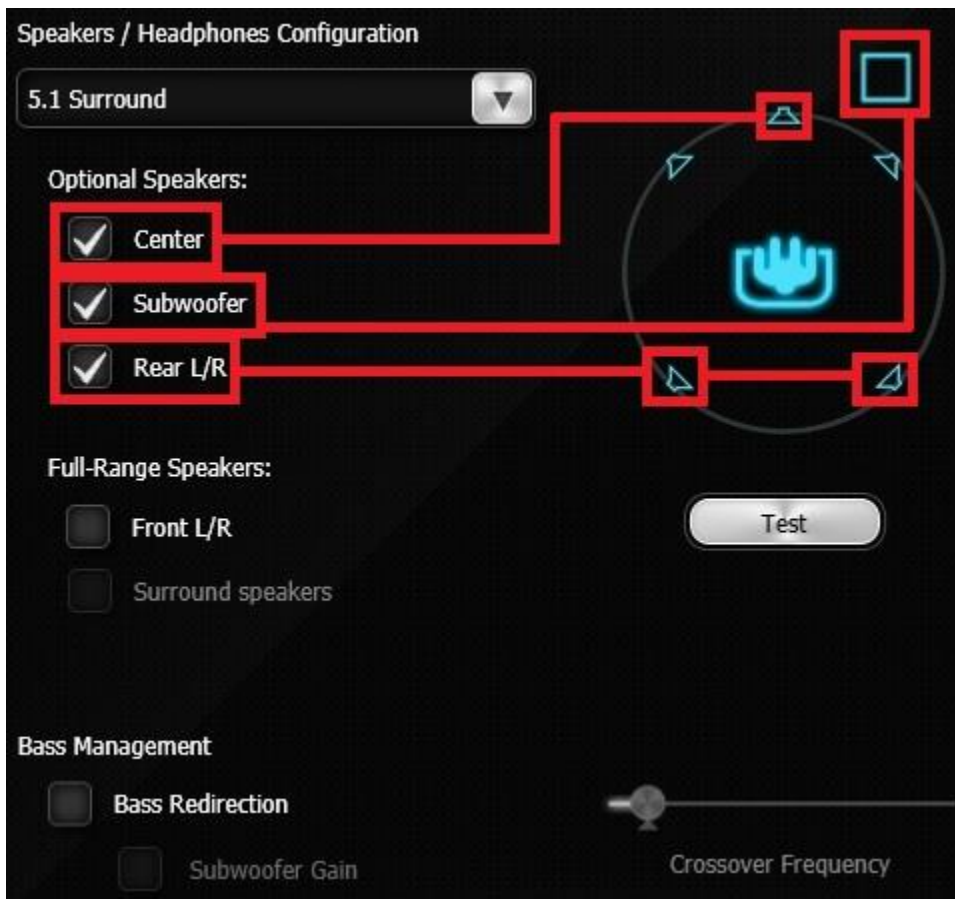 Speakers / Headphones Configuration
5.1 Surround
Optional Speakers:
Center
Subwoofer
Rear L/R
Full-Range Speakers:
Front L/R
Test
Surround speakers
Bass Management
Bass Redirection
Subwoofer Gain
Crossover Frequency